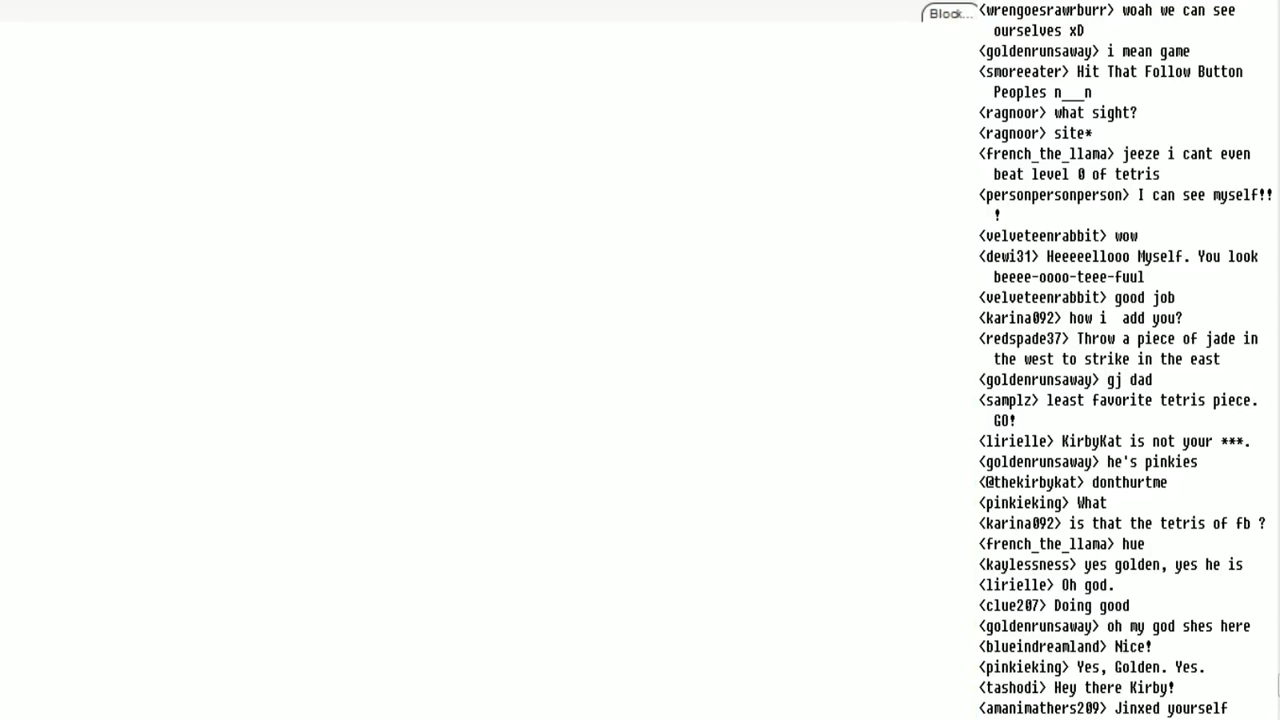 Block...
<wrengoesrawrburr> woah we can see
ourselves xD
<goldenrunsaway> i mean game
<smoreeater> Hit That Follow Button
Peoples n___n
<ragnoor> what sight?
<ragnoor> site*
<french_the_llama> jeeze i cant even
beat level 0 of tetris
<personpersonperson> I can see myself!!
!
<velveteenrabbit> wow
<dewi31> Heeeeellooo Myself. You look
beeee-oooo-teee-fuul
<velveteenrabbit> good job
<karina092> how i  add you?
<redspade37> Throw a piece of jade in
the west to strike in the east
<goldenrunsaway> gj dad
<samplz> least favorite tetris piece.
GO!
<lirielle> KirbyKat is not your ***.
<goldenrunsaway> he's pinkies
<@thekirbykat> donthurtme
<pinkieking> What
<karina092> is that the tetris of fb ?
<french_the_llama> hue
<kaylessness> yes golden, yes he is
<lirielle> Oh god.
<clue207> Doing good
<goldenrunsaway> oh my god shes here
<blueindreamland> Nice!
<pinkieking> Yes, Golden. Yes.
<tashodi> Hey there Kirby!
<amanimathers209> Jinxed yourself